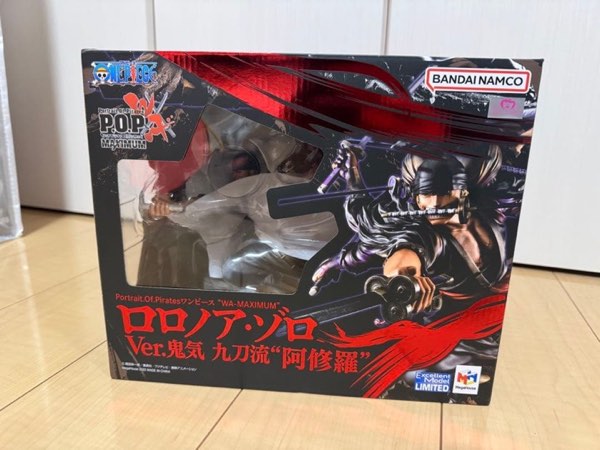 ONE PIECE
BANDAI NAMCO
P.O.P
MAXIMUM
Portrait.Of.Piratesワンピース "WA-MAXIMUM"
ロロノア・ゾロ
Ver.鬼気 九刀流"阿修羅"
Excellent
Model
LIMITED
MegaHouse